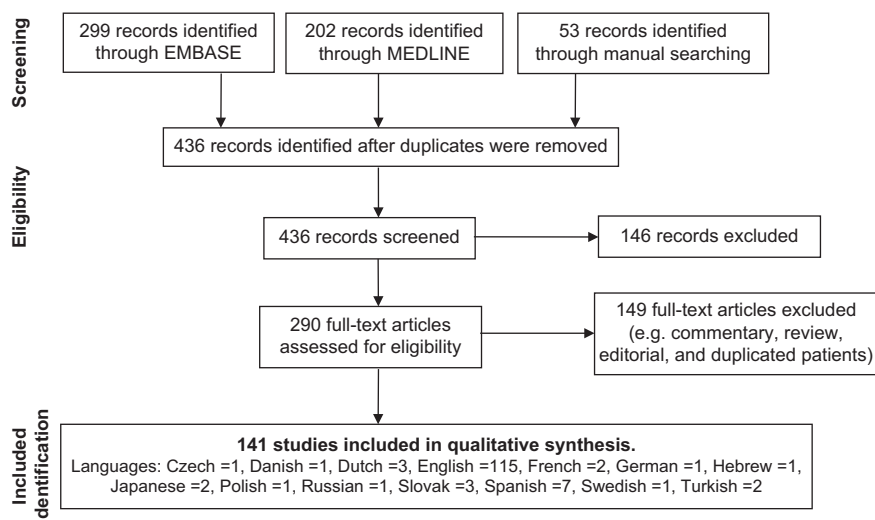 Screening
299 records identified
through EMBASE
202 records identified
through MEDLINE
53 records identified
through manual searching
436 records identified after duplicates were removed
Eligibility
436 records screened
146 records excluded
290 full-text articles
assessed for eligibility
149 full-text articles excluded
(e.g. commentary, review,
editorial, and duplicated patients)
Included
dentification
141 studies included in qualitative synthesis.
Languages: Czech =1, Danish =1, Dutch =3, English =115, French =2, German =1, Hebrew =1,
Japanese =2, Polish =1, Russian =1, Slovak =3, Spanish =7, Swedish =1, Turkish =2